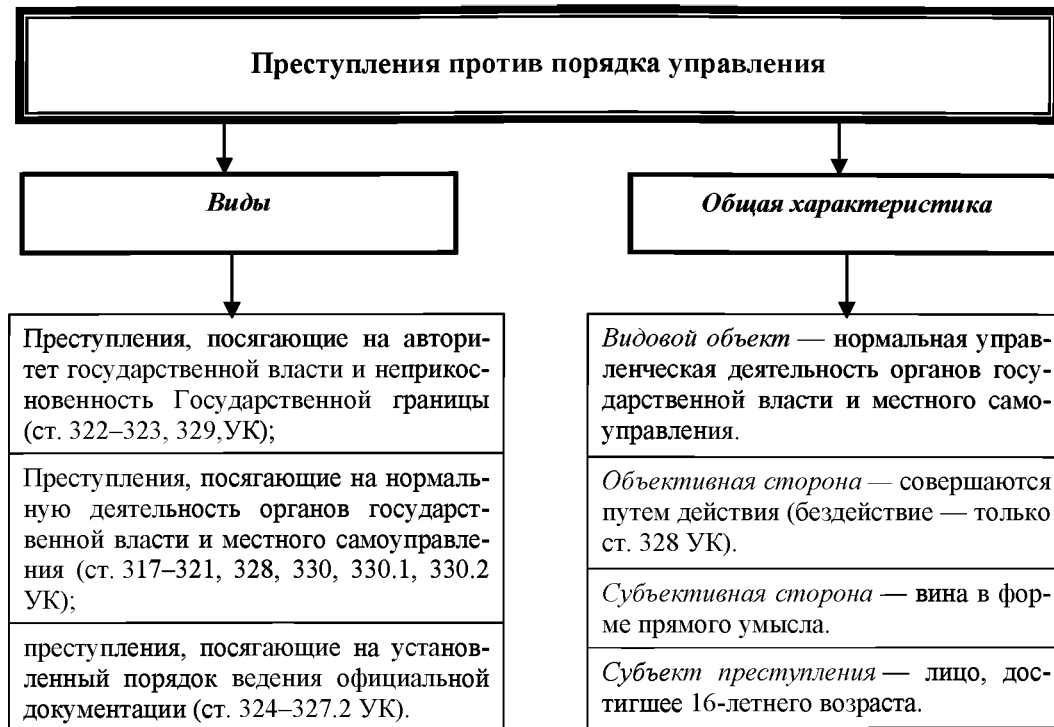 Преступления против порядка управления
Виды
Преступления, посягающие на автори-
тет государственной власти и неприкос-
новенность Государственной границы
(ст. 322–323, 329,УК);
Преступления, посягающие на нормаль-
ную деятельность органов государст-
венной власти и местного самоуправле-
ния (ст. 317–321, 328, 330, 330.1, 330.2
УК);
преступления, посягающие на установ-
ленный порядок ведения официальной
документации (ст. 324–327.2 УК).
Общая характеристика
Видовой объект — нормальная управ-
ленческая деятельность органов госу-
дарственной власти и местного само-
управления.
Объективная сторона — совершаются
путем действия (бездействие — только
ст. 328 УК).
Субъективная сторона — вина в фор-
ме прямого умысла.
Субъект преступления — лицо, дос-
тигшее 16-летнего возраста.